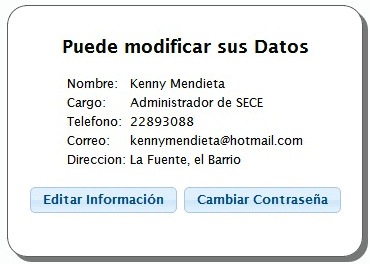 Puede modificar sus Datos
Nombre: Kenny Mendieta
Cargo: Administrador de SECE
Telefono: 22893088
Correo: kennymendieta@hotmail.com
Direccion: La Fuente, el Barrio
Editar Información Cambiar Contraseña